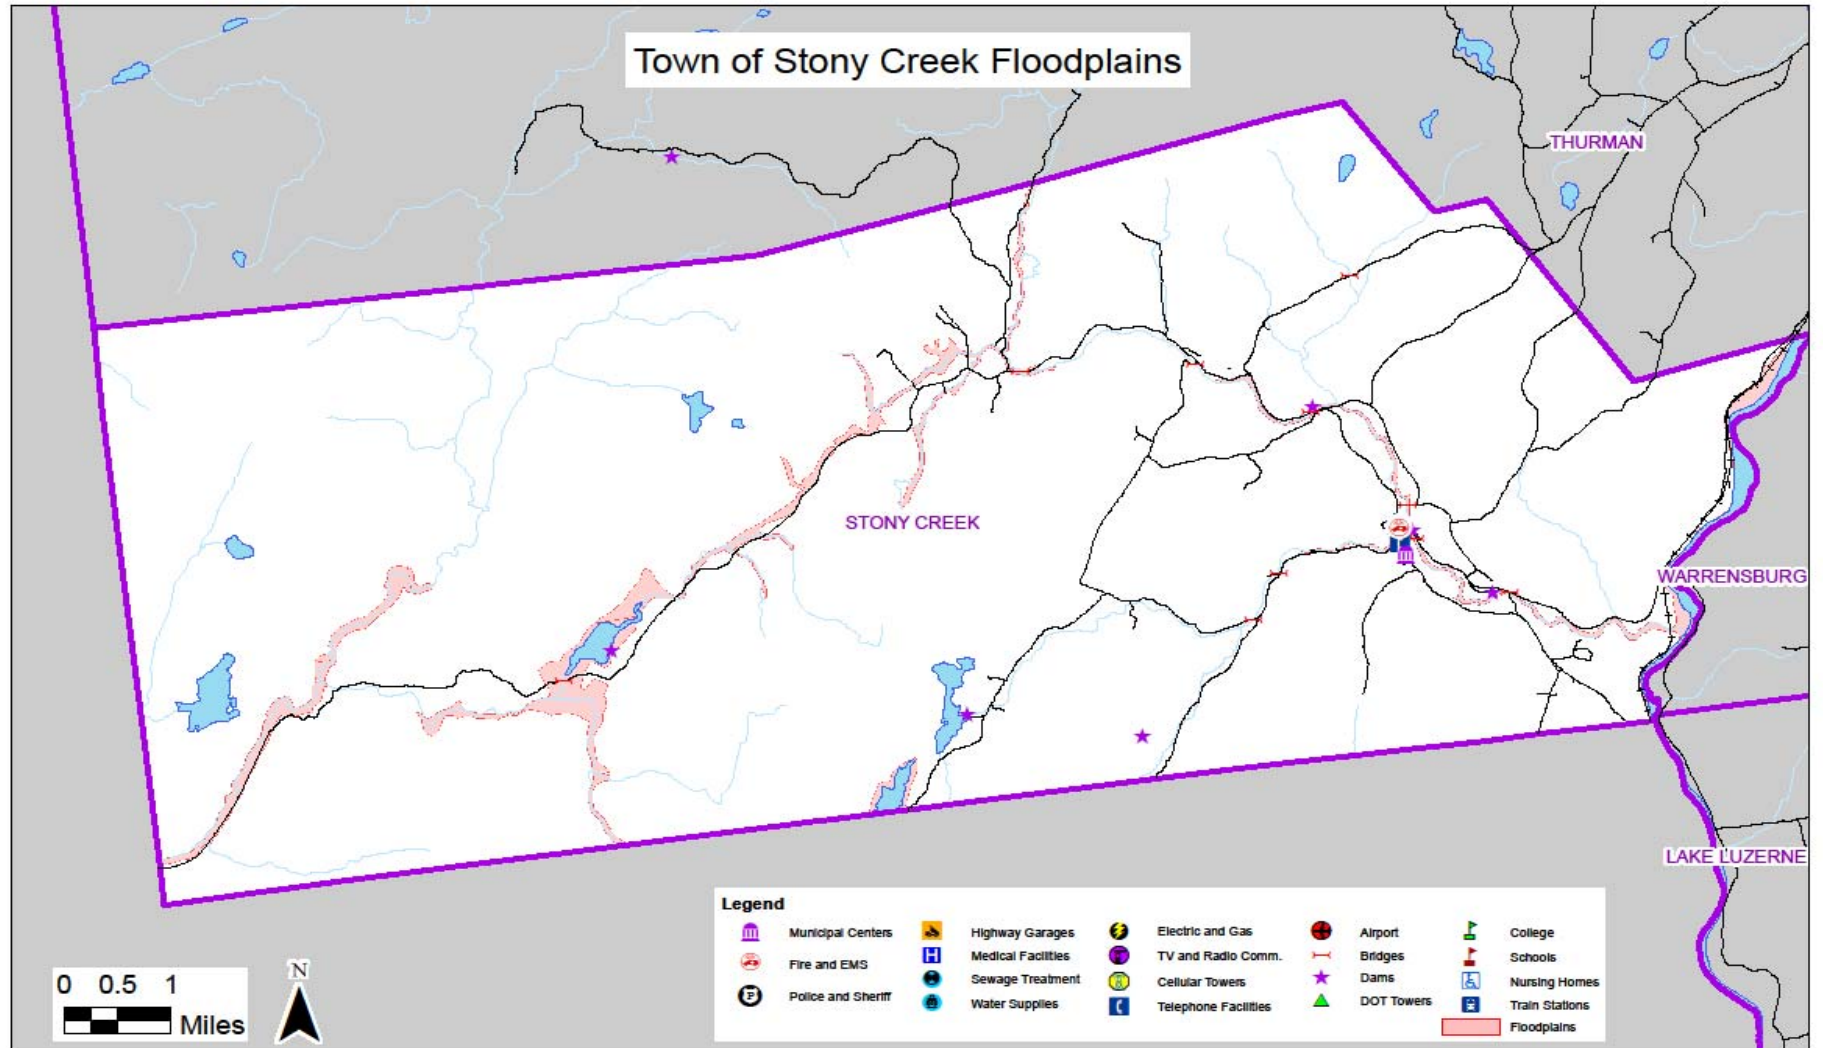 Town of Stony Creek Floodplains
THURMAN
STONY CREEK
WARRENSBURG
LAKE LUZERNE
Legend
Municipal Centers
Fire and EMS
Police and Sheriff
Highway Garages
Medical Facilities
Sewage Treatment
Water Supplies
Electric and Gas
TV and Radio Comm.
Cellular Towers
Telephone Facilities
Airport
Bridges
Dams
DOT Towers
College
Schools
Nursing Homes
Train Stations
Floodplains
0 0.5 1
Miles
N
P
H